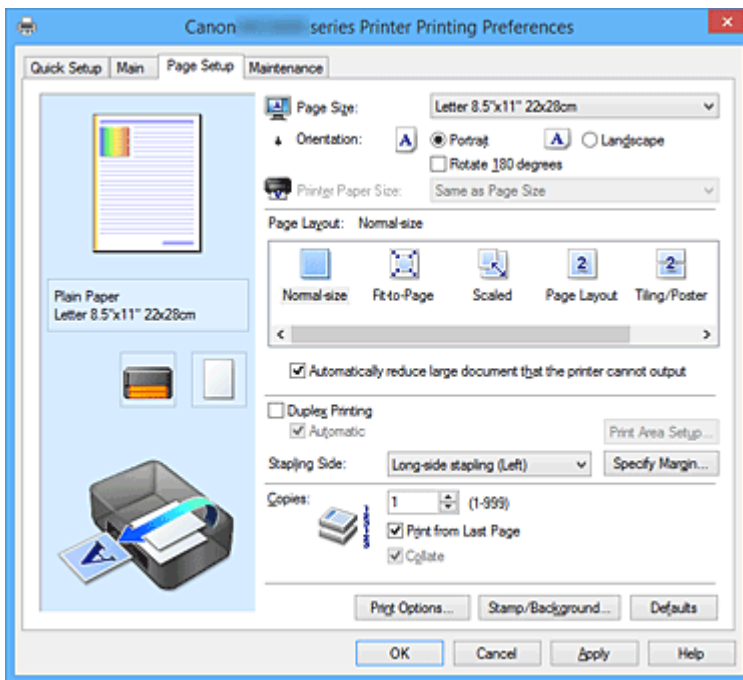 Canon series Printer Printing Preferences
Quick Setup Main Page Setup Maintenance
Page Size: Letter 8.5"x11" 22x28cm
Orientation: A Portrait A Landscape
Rotate 180 degrees
Printer Paper Size: Same as Page Size
Page Layout: Normal-size
2 2
Normal-size Fit-to-Page Scaled Page Layout Tiling/Poster
Plain Paper
Letter 8.5"x11" 22x28cm
Automatically reduce large document that the printer cannot output
Duplex Printing
Automatic Print Area Setup...
Stapling Side: Long-side stapling (Left) Specify Margin...
Copies: 1 (1-999)
Print from Last Page
Collate
A
Print Options... Stamp/Background... Defaults
OK Cancel Apply Help